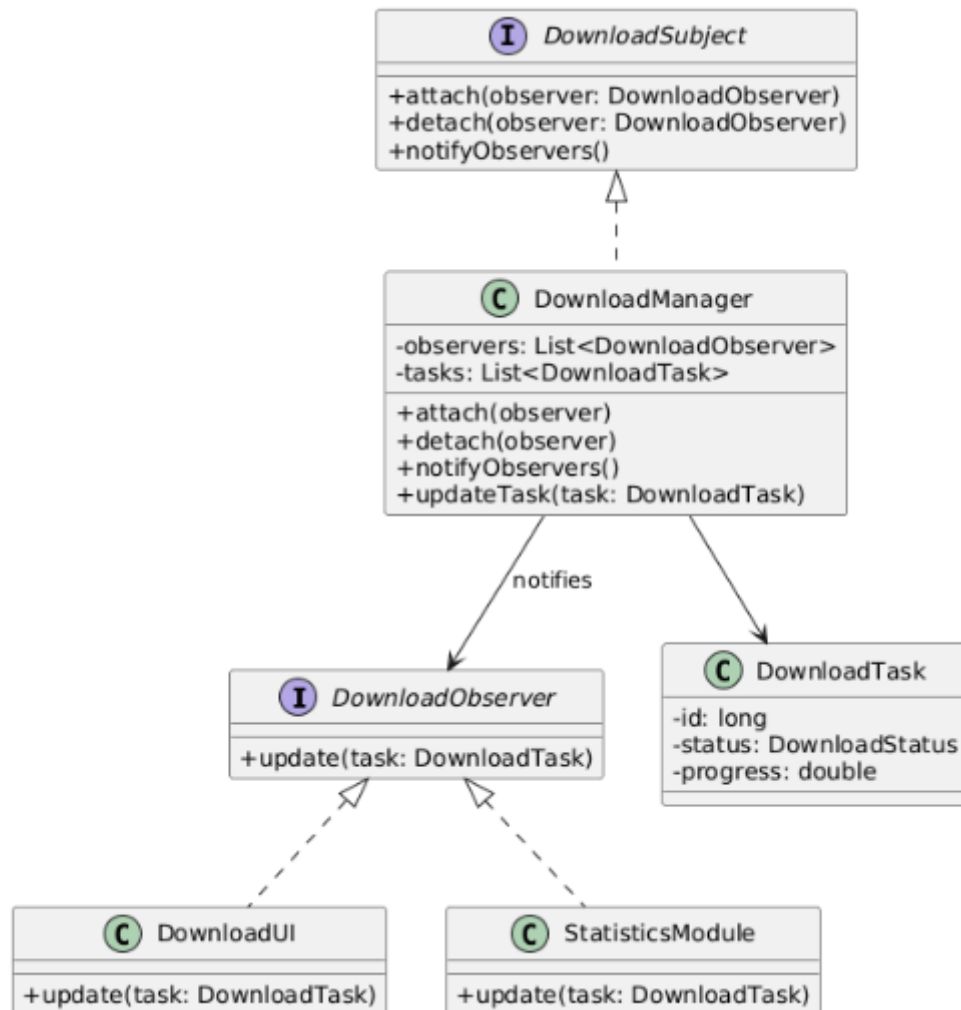 I DownloadSubject
+attach(observer: DownloadObserver)
+detach(observer: DownloadObserver)
+notifyObservers()
C DownloadManager
-observers: List<DownloadObserver>
-tasks: List<DownloadTask>
+attach(observer)
+detach(observer)
+notifyObservers()
+updateTask(task: DownloadTask)
notifies
I DownloadObserver
+update(task: DownloadTask)
C DownloadTask
-id: long
-status: DownloadStatus
-progress: double
C DownloadUI
+update(task: DownloadTask)
C StatisticsModule
+update(task: DownloadTask)